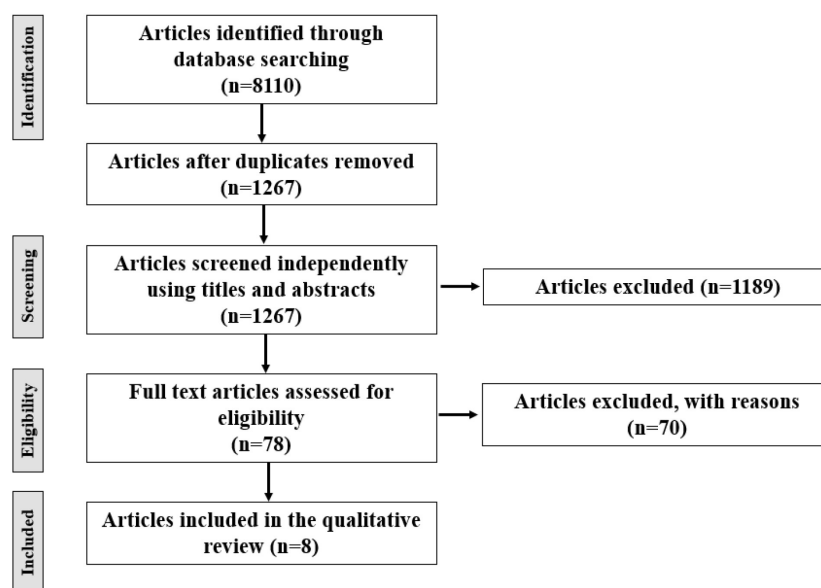 Identification
Articles identified through
database searching
(n=8110)
Articles after duplicates removed
(n=1267)
Screening
Articles screened independently
using titles and abstracts
(n=1267)
Articles excluded (n=1189)
Eligibility
Full text articles assessed for
eligibility
(n=78)
Articles excluded, with reasons
(n=70)
Included
Articles included in the qualitative
review (n=8)